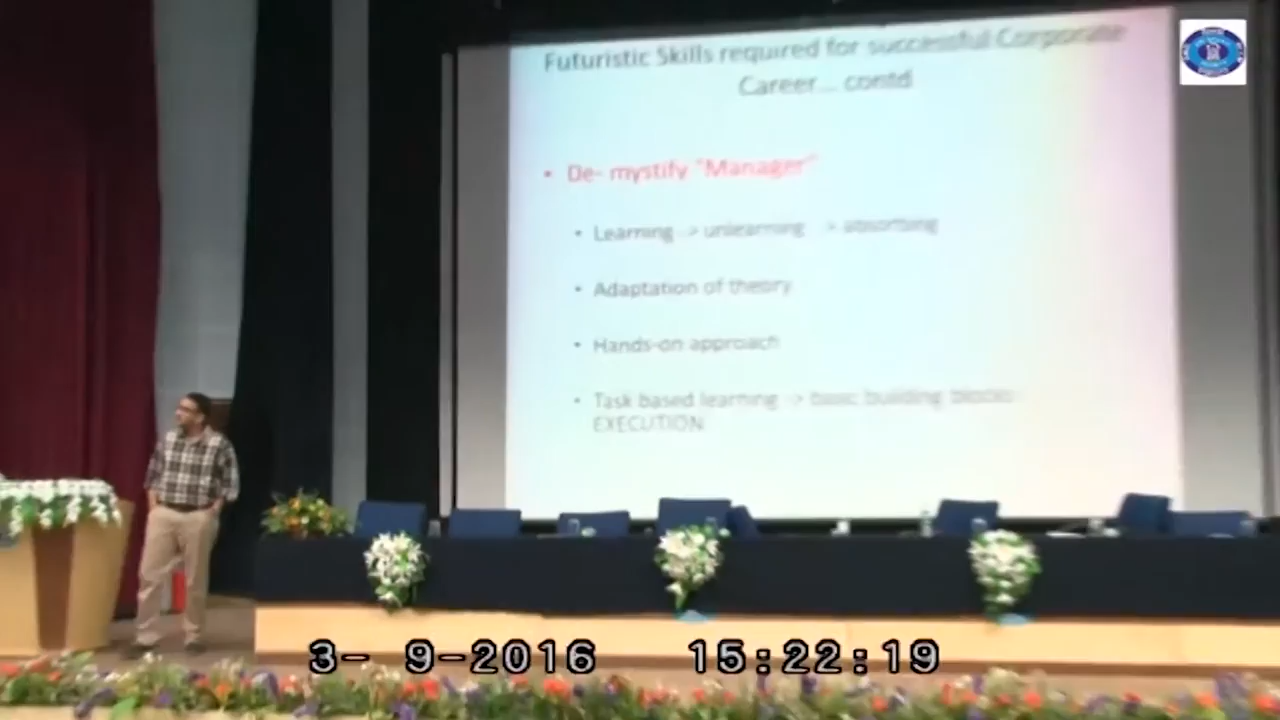 Futuristic Skills required for successful Corporate
Career... contd
• De- mystify "Manager"
• Learning -> unlearning -> absorbing
• Adaptation of theory
• Hands-on approach
• Task based learning -> basic building blocks
EXECUTION
3- 9-2016 15:22:19